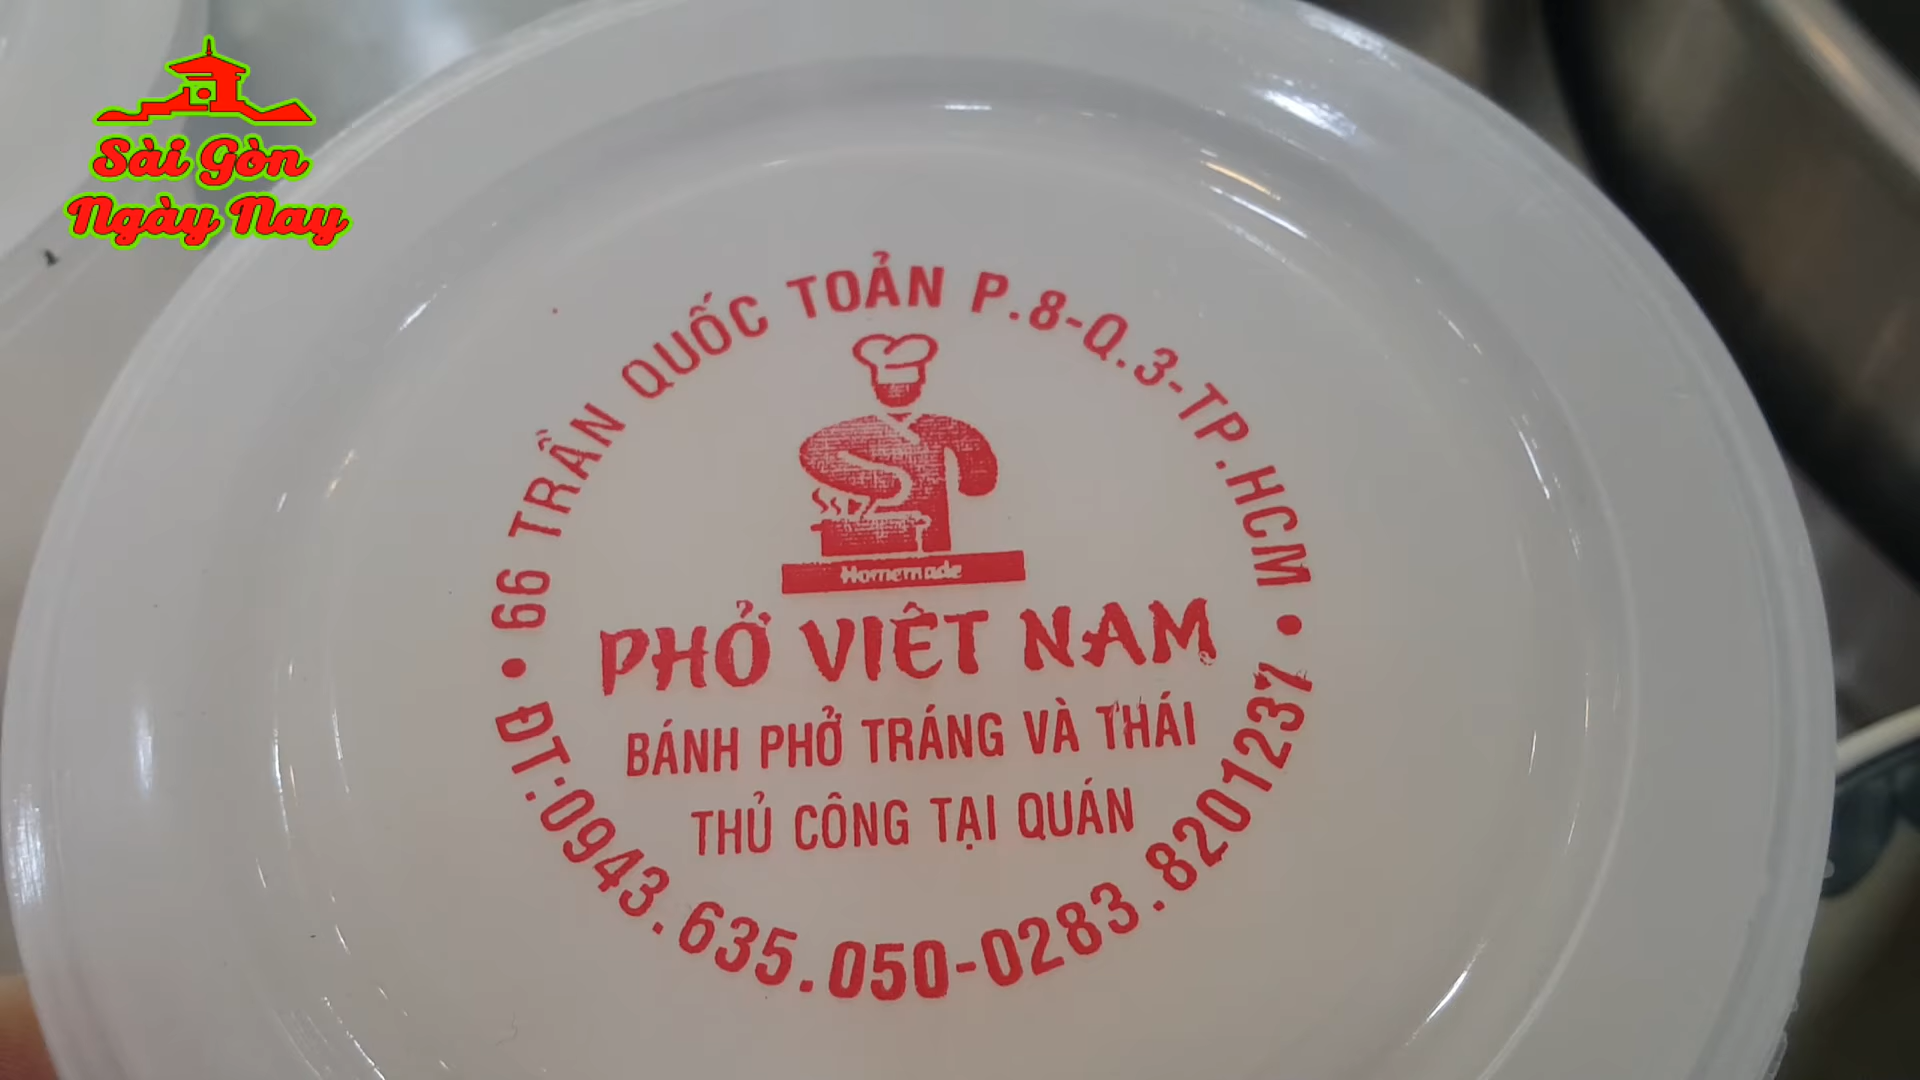 Sài Gòn
Ngày Nay
66 TRẦN QUỐC TOẢN P.8-Q.3-TP.HCM
Homemade
PHỞ VIÊT NAM
BÁNH PHỞ TRÁNG VÀ THÁI
THỦ CÔNG TẠI QUÁN
ĐT:0943.635.050-0283.8201237